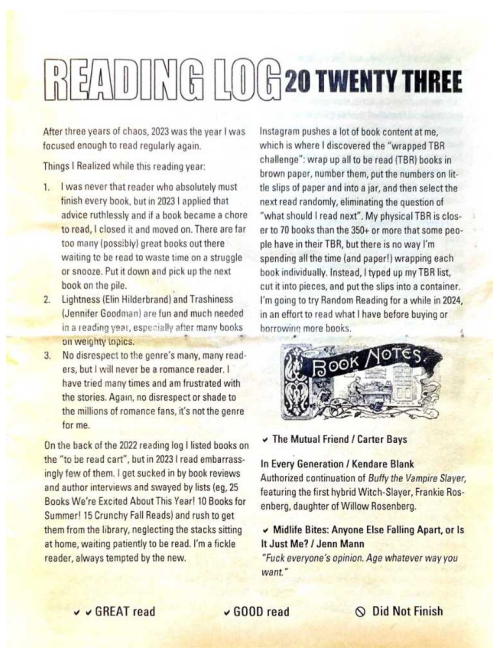 READING LOG 20 TWENTY THREE
After three years of chaos, 2023 was the year I was
focused enough to read regularly again.
Things I Realized while this reading year:
1. I was never that reader who absolutely must
finish every book, but in 2023 I applied that
advice ruthlessly and if a book became a chore
to read, I closed it and moved on. There are far
too many (possibly) great books out there
waiting to be read to waste time on a struggle
or snooze. Put it down and pick up the next
book on the pile.
2. Lightness (Elin Hilderbrand) and Trashiness
(Jennifer Goodman) are fun and much needed
in a reading year, especially after many books
on weighty topics.
3. No disrespect to the genre's many, many read-
ers, but I will never be a romance reader. I
have tried many times and am frustrated with
the stories. Again, no disrespect or shade to
the millions of romance fans, it's not the genre
for me.
On the back of the 2022 reading log I listed books on
the "to be read cart", but in 2023 I read embarrass-
ingly few of them. I get sucked in by book reviews
and author interviews and swayed by lists (eg, 25
Books We're Excited About This Year! 10 Books for
Summer! 15 Crunchy Fall Reads) and rush to get
them from the library, neglecting the stacks sitting
at home, waiting patiently to be read. I'm a fickle
reader, always tempted by the new.
Instagram pushes a lot of book content at me,
which is where I discovered the "wrapped TBR
challenge": wrap up all to be read (TBR) books in
brown paper, number them, put the numbers on lit-
tle slips of paper and into a jar, and then select the
next read randomly, eliminating the question of
"what should I read next". My physical TBR is clos-
er to 70 books than the 350+ or more that some peo-
ple have in their TBR, but there is no way I'm
spending all the time (and paper!) wrapping each
book individually. Instead, I typed up my TBR list,
cut it into pieces, and put the slips into a container.
I'm going to try Random Reading for a while in 2024,
in an effort to read what I have before buying or
borrowing more books.
BOOK NOTES.
✓ The Mutual Friend / Carter Bays
In Every Generation / Kendare Blank
Authorized continuation of Buffy the Vampire Slayer,
featuring the first hybrid Witch-Slayer, Frankie Ros-
enberg, daughter of Willow Rosenberg.
✓ Midlife Bites: Anyone Else Falling Apart, or Is
It Just Me? / Jenn Mann
"Fuck everyone's opinion. Age whatever way you
want."
✓ ✓ GREAT read ✓ GOOD read Did Not Finish